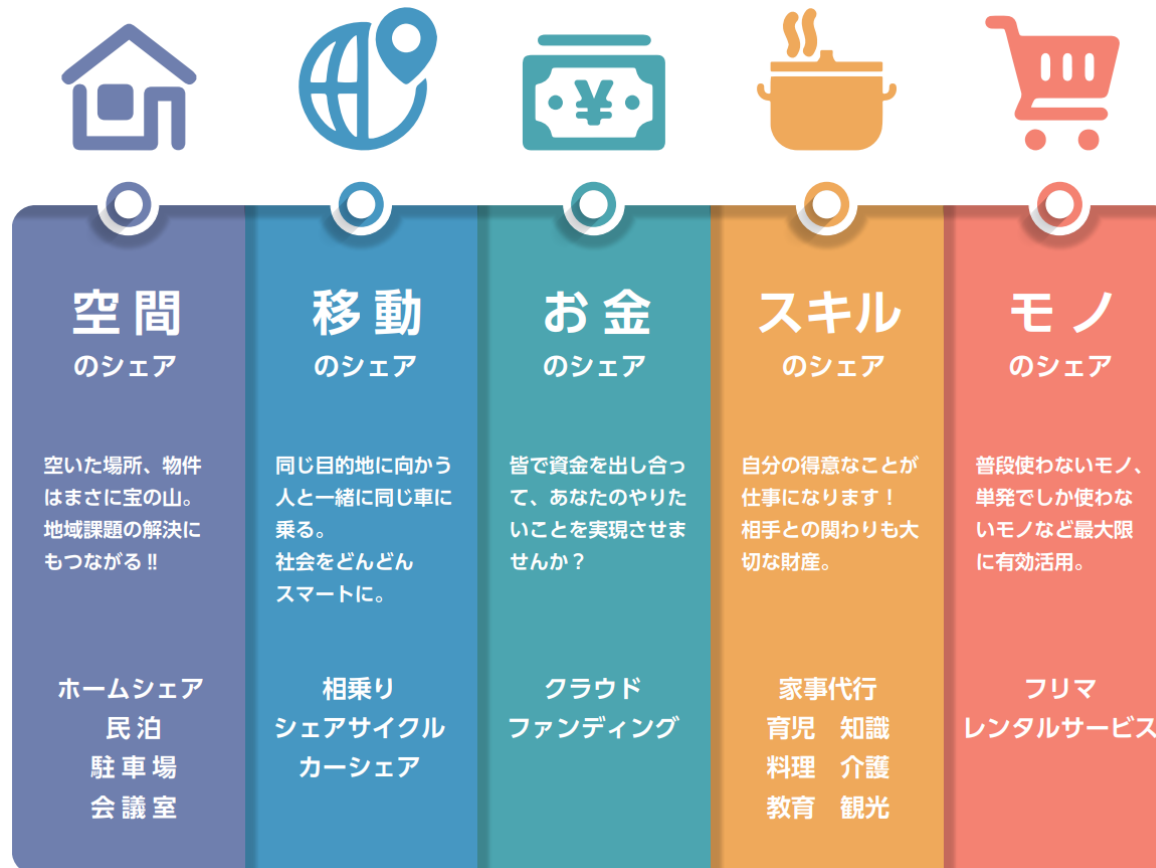 空間
のシェア
空いた場所、物件
はまさに宝の山。
地域課題の解決に
もつながる!!
ホームシェア
民泊
駐車場
会議室
移動
のシェア
同じ目的地に向かう
人と一緒に同じ車に
乗る。
社会をどんどん
スマートに。
相乗り
シェアサイクル
カーシェア
¥
お金
のシェア
皆で資金を出し合っ
て、あなたのやりた
いことを実現させま
せんか？
クラウド
ファンディング
スキル
のシェア
自分の得意なことが
仕事になります！
相手との関わりも大
切な財産。
家事代行
育児　知識
料理　介護
教育　観光
モノ
のシェア
普段使わないモノ、
単発でしか使わな
いモノなど最大限
に有効活用。
フリマ
レンタルサービス